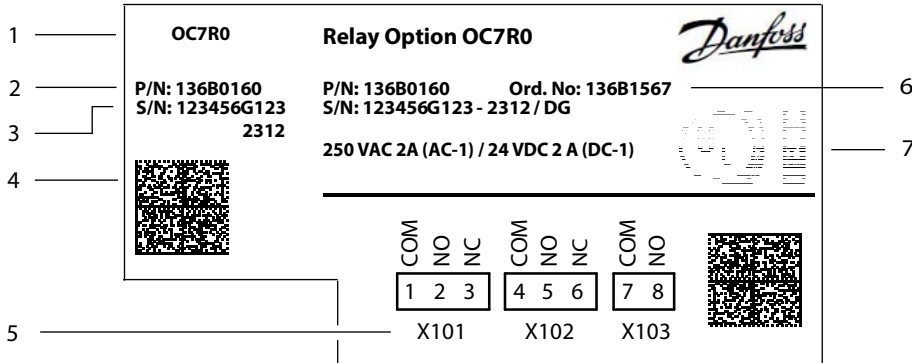 1
OC7R0
Relay Option OC7R0
Danfoss
2
P/N: 136B0160
P/N: 136B0160 Ord. No: 136B1567
6
3
S/N: 123456G123
S/N: 123456G123 - 2312 / DG
2312
250 VAC 2A (AC-1) / 24 VDC 2 A (DC-1)
7
4
COM NO NC COM NO NC COM NO
1 2 3 4 5 6 7 8
5
X101 X102 X103